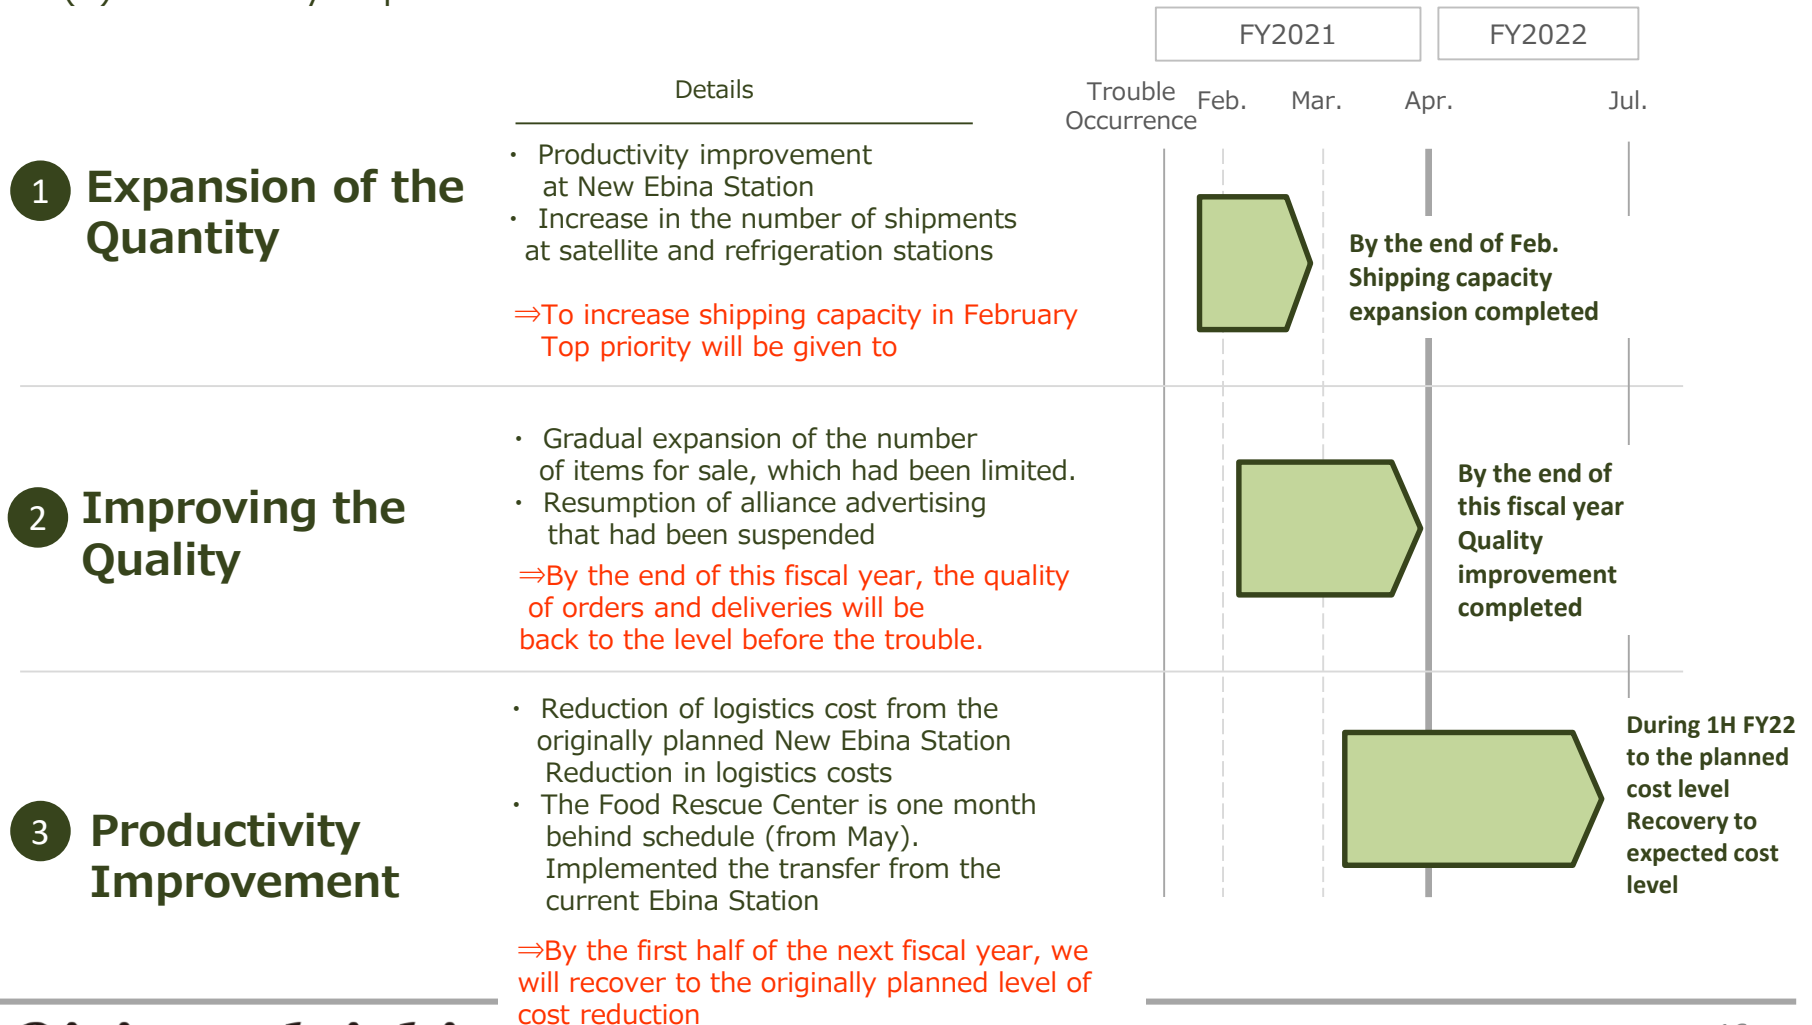 FY2021
FY2022
Details
Trouble
Occurrence
Feb.
Mar.
Apr.
Jul.
1
Expansion of the
Quantity
・ Productivity improvement
at New Ebina Station
・ Increase in the number of shipments
at satellite and refrigeration stations
⇒To increase shipping capacity in February
Top priority will be given to
By the end of Feb.
Shipping capacity
expansion completed
2
Improving the
Quality
・ Gradual expansion of the number
of items for sale, which had been limited.
・ Resumption of alliance advertising
that had been suspended
⇒By the end of this fiscal year, the quality
of orders and deliveries will be
back to the level before the trouble.
By the end of
this fiscal year
Quality
improvement
completed
3
Productivity
Improvement
・ Reduction of logistics cost from the
originally planned New Ebina Station
Reduction in logistics costs
・ The Food Rescue Center is one month
behind schedule (from May).
Implemented the transfer from the
current Ebina Station
⇒By the first half of the next fiscal year, we
will recover to the originally planned level of
cost reduction
During 1H FY22
to the planned
cost level
Recovery to
expected cost
level